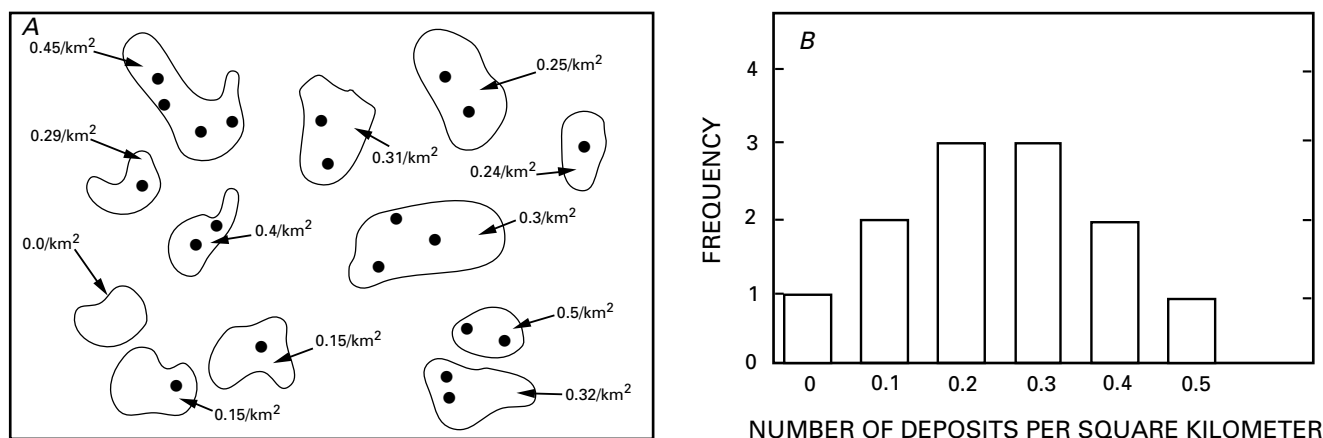 A
0.45/km²
0.25/km²
0.29/km²
0.31/km²
0.24/km²
0.3/km²
0.4/km²
0.0/km²
0.5/km²
0.15/km²
0.32/km²
0.15/km²
B
FREQUENCY
4
3
2
1
0
0 0.1 0.2 0.3 0.4 0.5
NUMBER OF DEPOSITS PER SQUARE KILOMETER